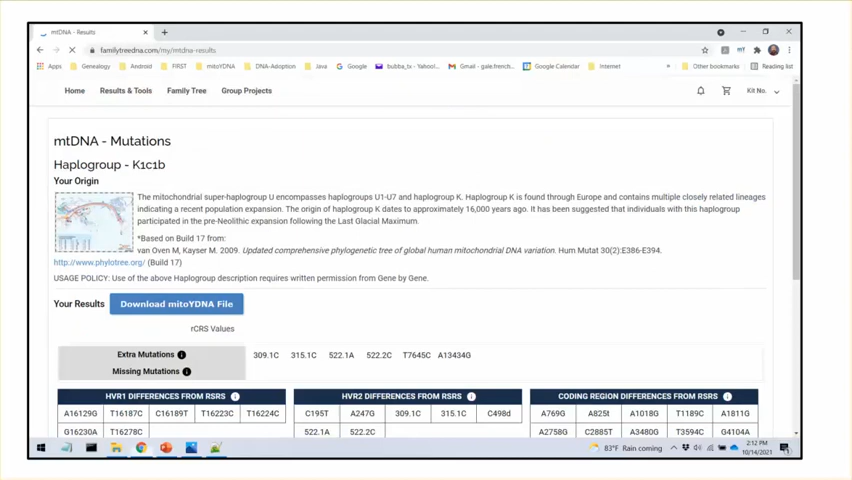 mtDNA - Results
familytreedna.com/my/mtdna-results
Apps Genealogy Android FIRST mitoYDNA DNA-Adoption Java Google bubba_tx - Yahoo!... Gmail - gale.french... Google Calendar Internet » Other bookmarks Reading list
Home Results & Tools Family Tree Group Projects Kit No.
mtDNA - Mutations
Haplogroup - K1c1b
Your Origin
The mitochondrial super-haplogroup U encompasses haplogroups U1-U7 and haplogroup K. Haplogroup K is found through Europe and contains multiple closely related lineages
indicating a recent population expansion. The origin of haplogroup K dates to approximately 16,000 years ago. It has been suggested that individuals with this haplogroup
participated in the pre-Neolithic expansion following the Last Glacial Maximum.
*Based on Build 17 from:
van Oven M, Kayser M. 2009. Updated comprehensive phylogenetic tree of global human mitochondrial DNA variation. Hum Mutat 30(2):E386-E394.
http://www.phylotree.org/ (Build 17)
USAGE POLICY: Use of the above Haplogroup description requires written permission from Gene by Gene.
Your Results Download mitoYDNA File
rCRS Values
Extra Mutations 309.1C 315.1C 522.1A 522.2C T7645C A13434G
Missing Mutations
HVR1 DIFFERENCES FROM RSRS HVR2 DIFFERENCES FROM RSRS CODING REGION DIFFERENCES FROM RSRS
A16129G T16187C C16189T T16223C T16224C C195T A247G 309.1C 315.1C C498d A769G A825t A1018G T1189C A1811G
G16230A T16278C 522.1A 522.2C A2758G C2885T A3480G T3594C G4104A
83°F Rain coming 2:12 PM
10/14/2021